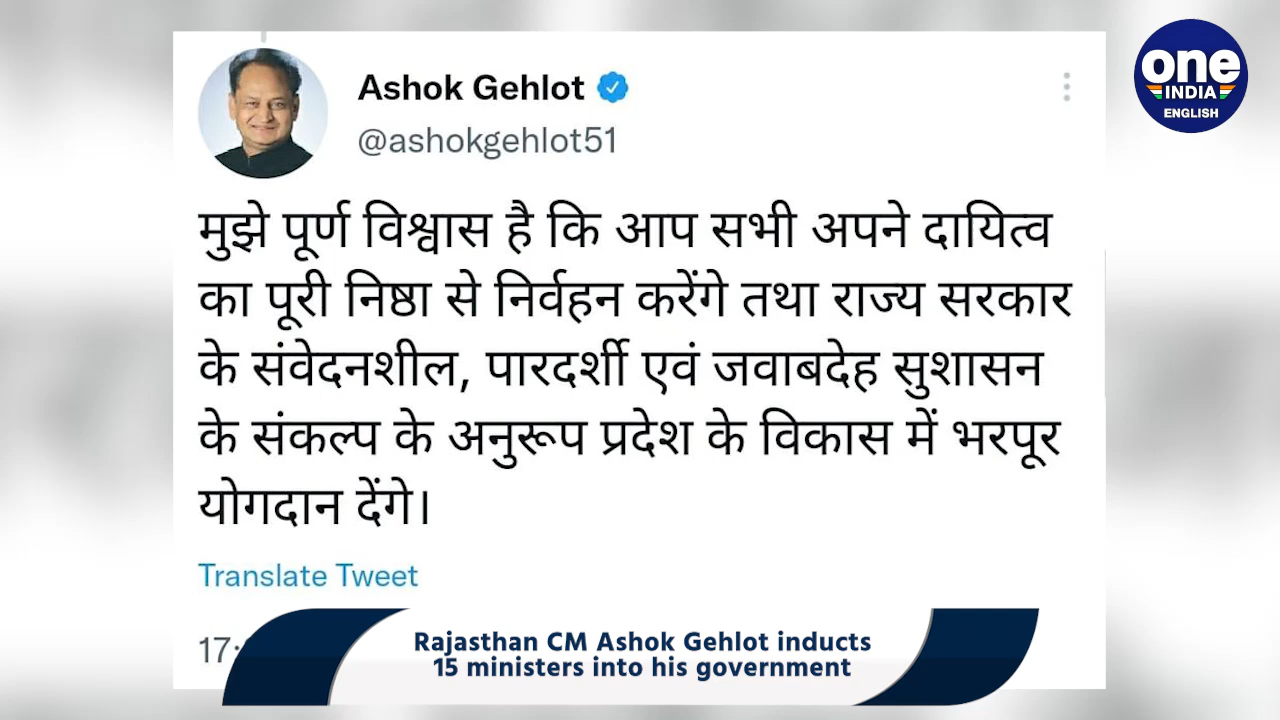 Ashok Gehlot
@ashokgehlot51
one
INDIA
ENGLISH
मुझे पूर्ण विश्वास है कि आप सभी अपने दायित्व
का पूरी निष्ठा से निर्वहन करेंगे तथा राज्य सरकार
के संवेदनशील, पारदर्शी एवं जवाबदेह सुशासन
के संकल्प के अनुरूप प्रदेश के विकास में भरपूर
योगदान देंगे।
Translate Tweet
17:
Rajasthan CM Ashok Gehlot inducts
15 ministers into his government